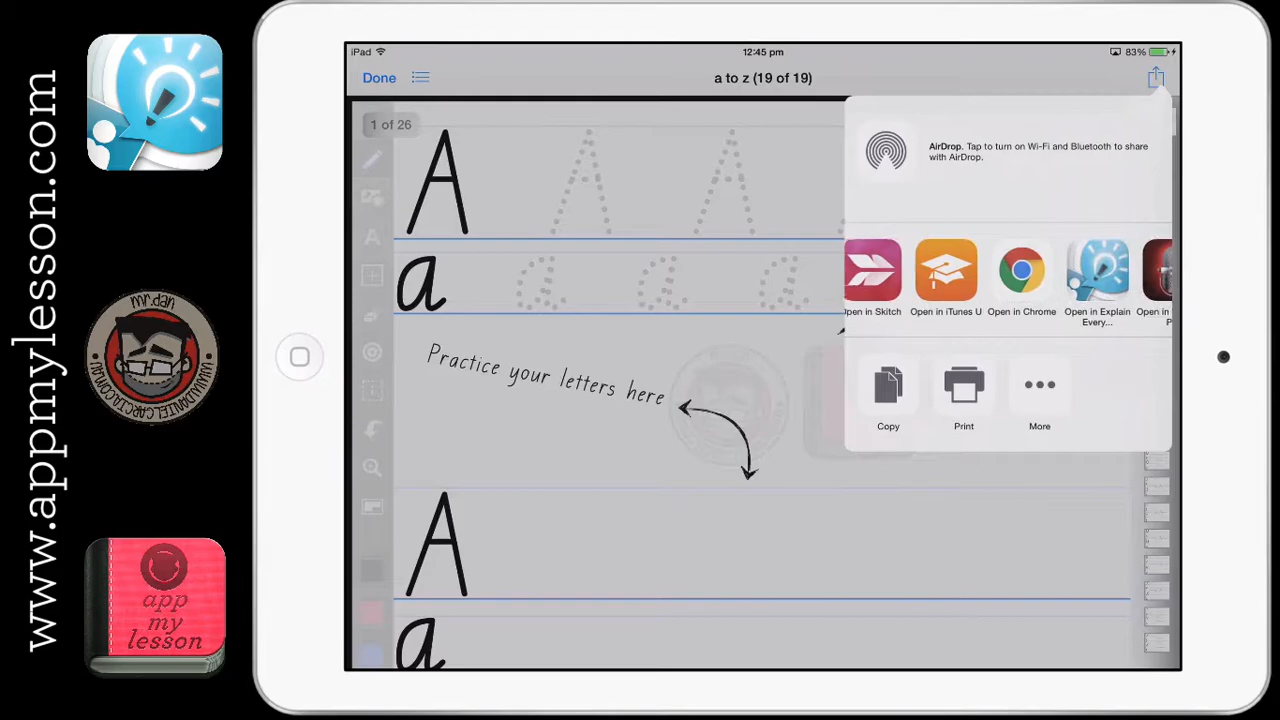 www.appmylesson.com
mr.dan
app
my
lesson
iPad
12:45 pm
83%
Done
a to z (19 of 19)
1 of 26
AirDrop. Tap to turn on Wi-Fi and Bluetooth to share
with AirDrop.
A A A
a a a a
Open in iTunes U
Open in Chrome
Open in Explain
Every...
Open in
Practice your letters here
Copy
Print
More
A
a